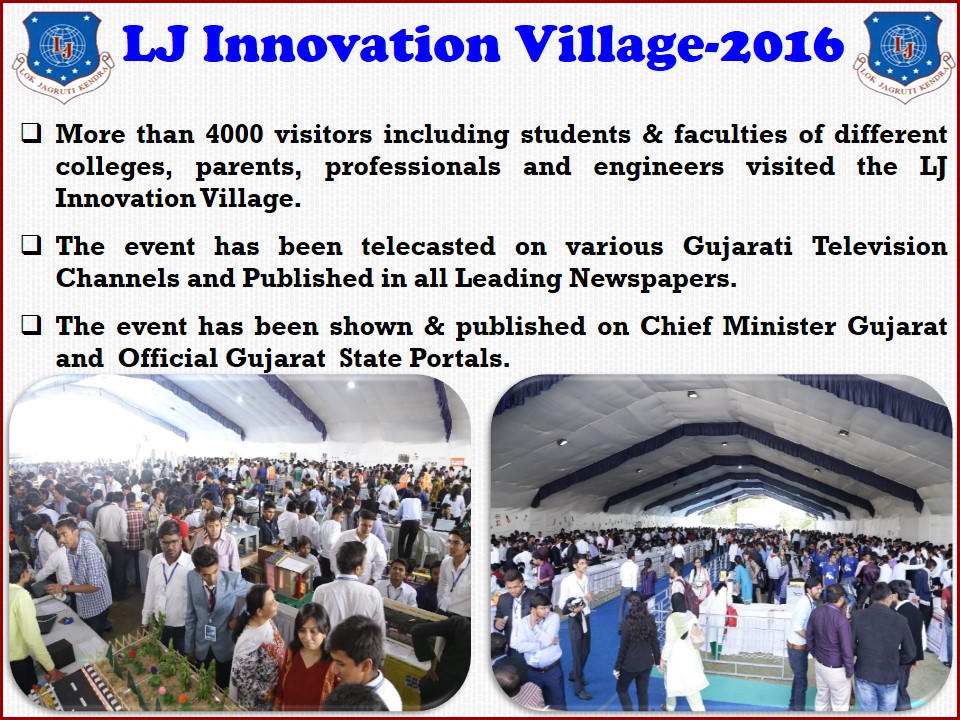 LJ Innovation Village-2016
LJ
LOK JAGRUTI KENDRA
LJ
LOK JAGRUTI KENDRA
❑ More than 4000 visitors including students & faculties of different
colleges, parents, professionals and engineers visited the LJ
Innovation Village.
❑ The event has been telecasted on various Gujarati Television
Channels and Published in all Leading Newspapers.
❑ The event has been shown & published on Chief Minister Gujarat
and Official Gujarat State Portals.